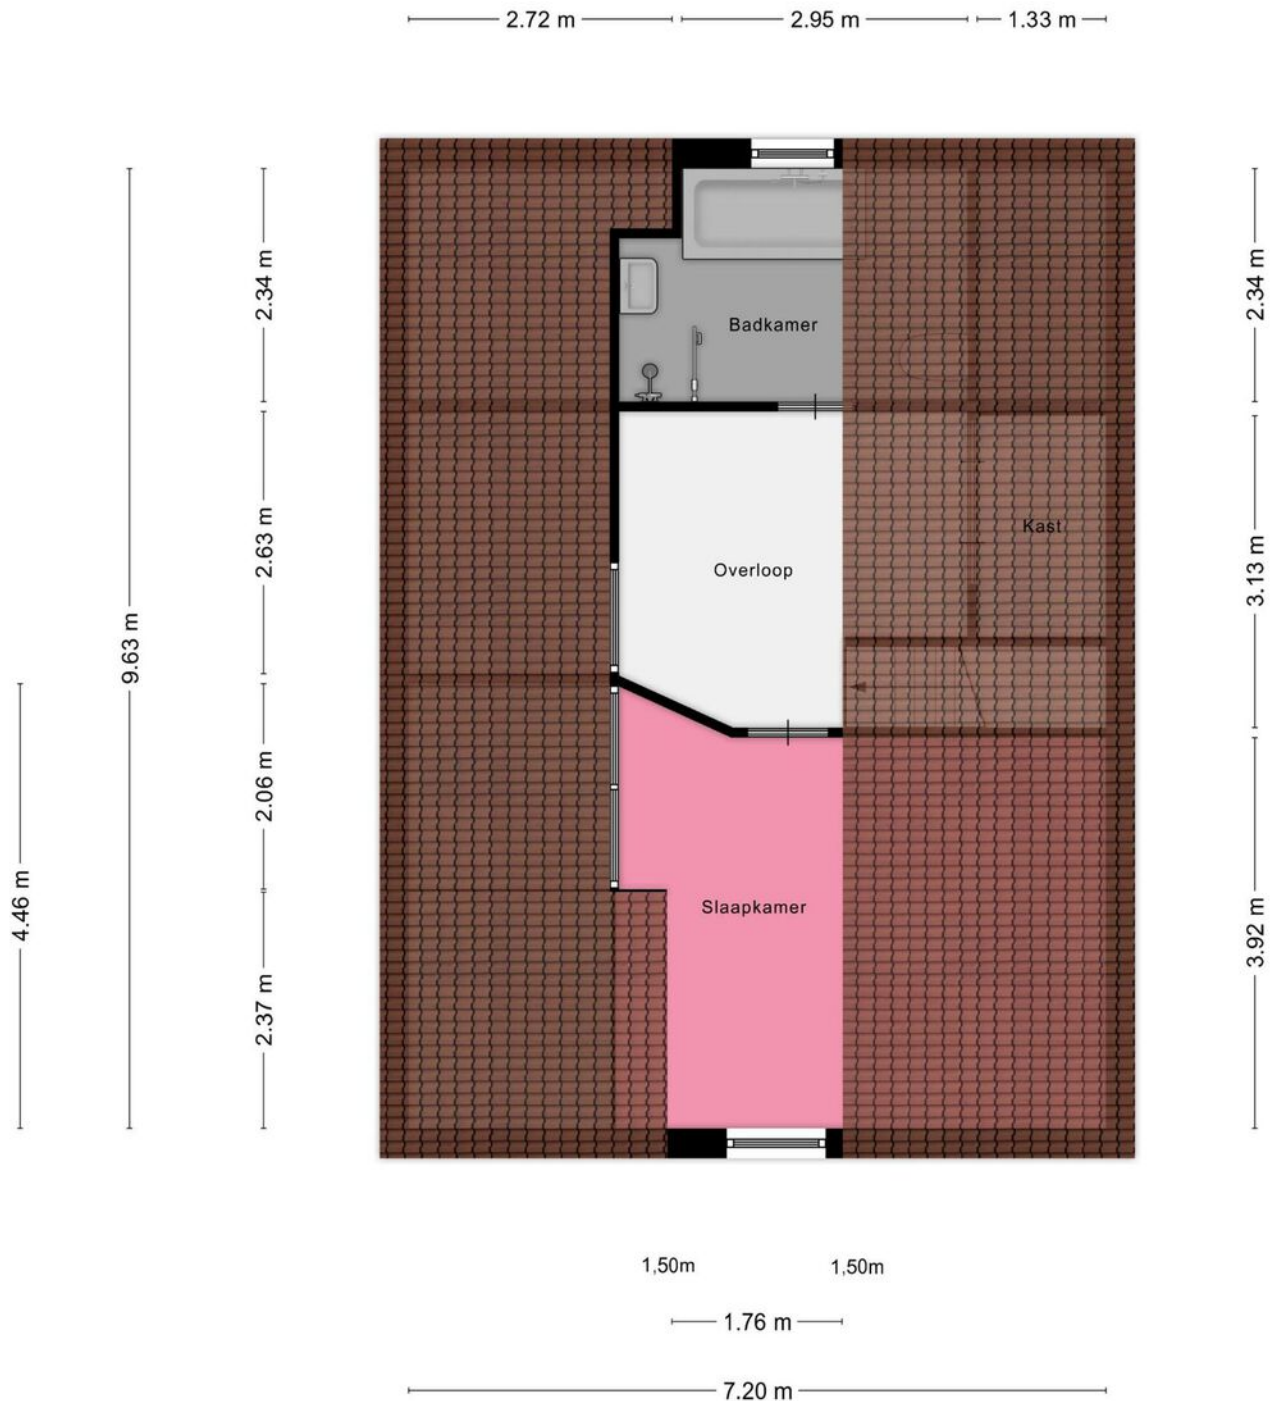 2.72 m
2.95 m
1.33 m
2.34 m
2.34 m
Badkamer
2.63 m
Kast
3.13 m
Overloop
9.63 m
2.06 m
4.46 m
Slaapkamer
3.92 m
2.37 m
1,50m
1,50m
1.76 m
7.20 m